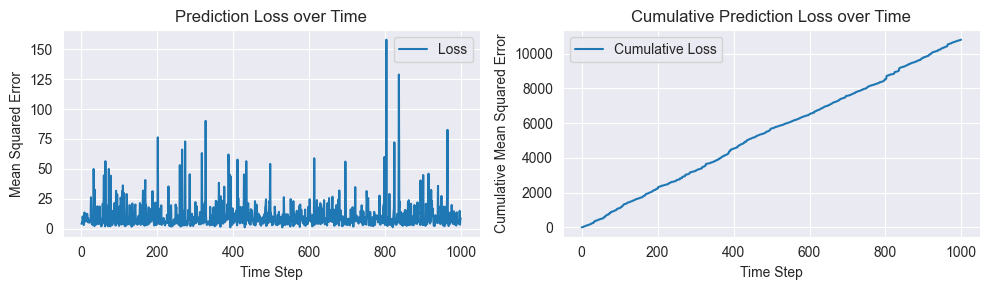 Prediction Loss over Time
Mean Squared Error
150
125
100
75
50
25
0
Loss
0 200 400 600 800 1000
Time Step
Cumulative Prediction Loss over Time
Cumulative Mean Squared Error
10000
8000
6000
4000
2000
0
Cumulative Loss
0 200 400 600 800 1000
Time Step